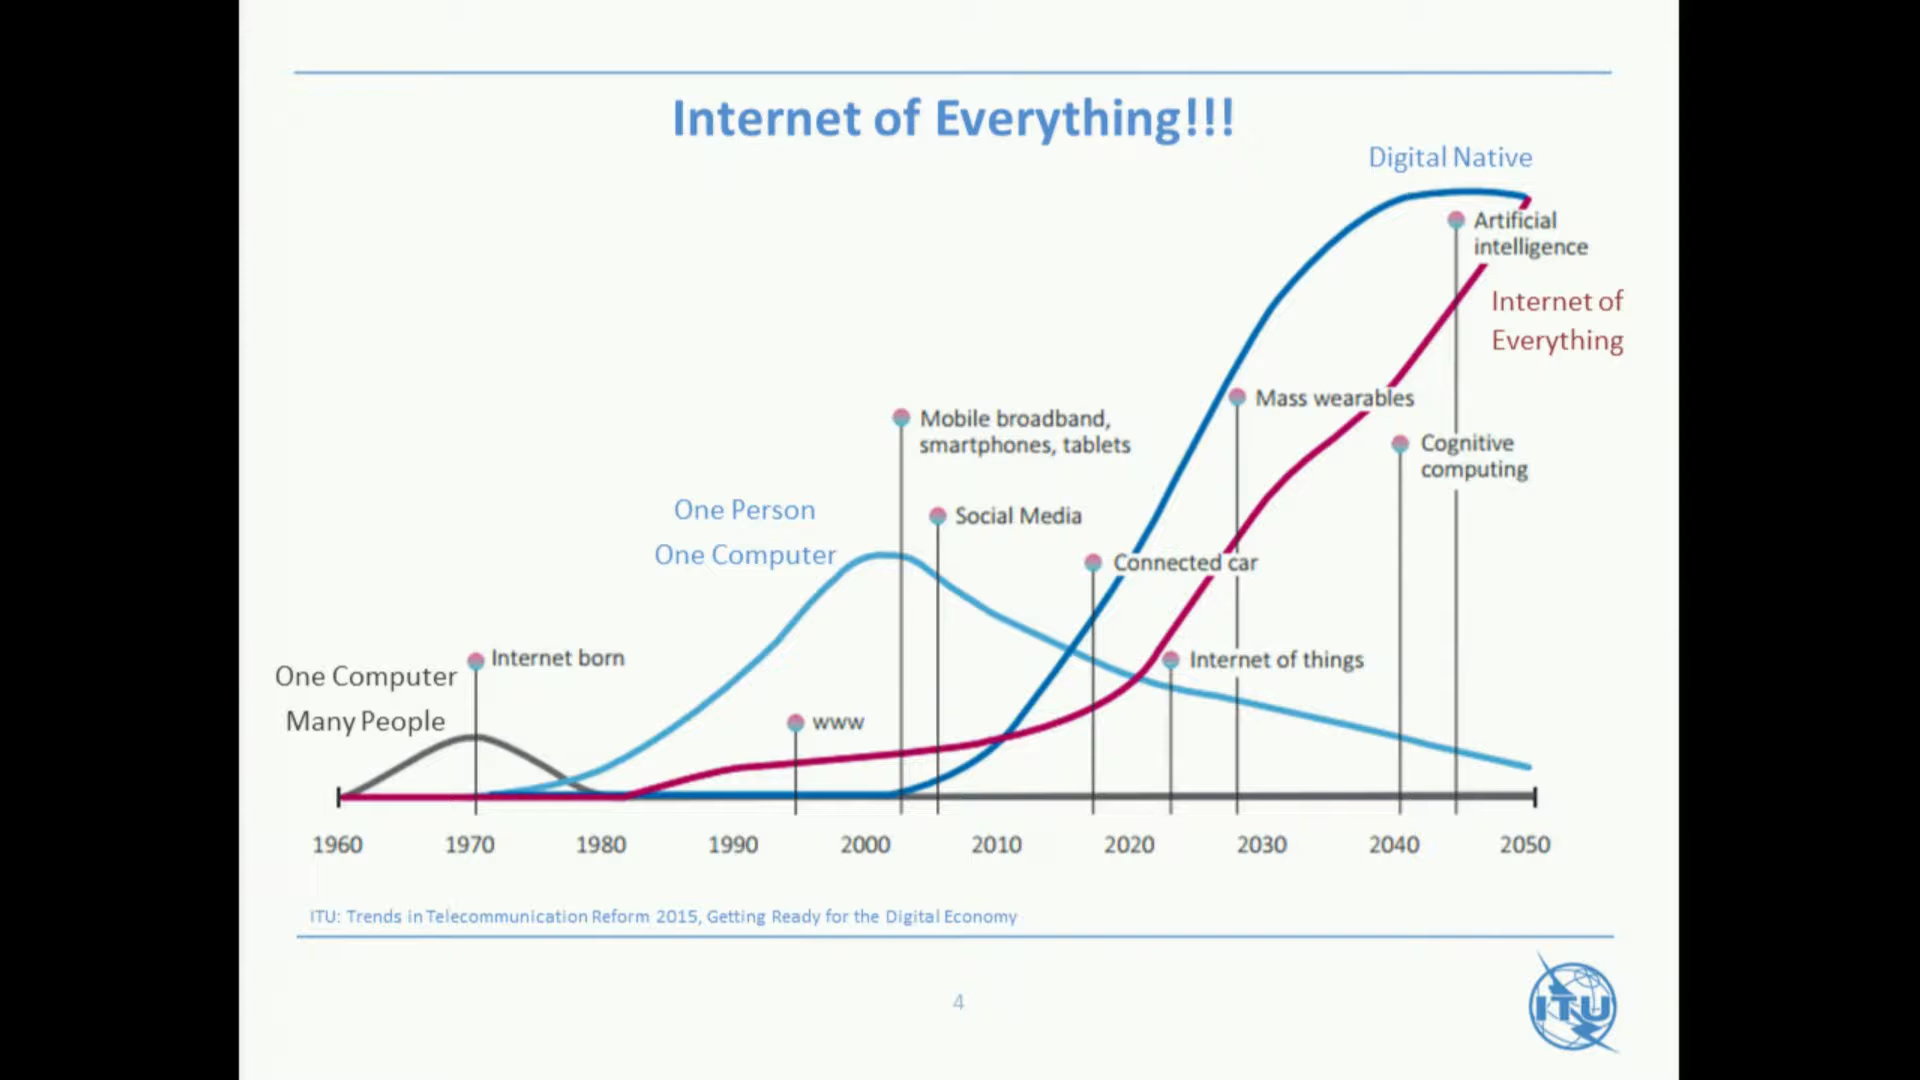 Internet of Everything!!!
Digital Native
Artificial
intelligence
Internet of
Everything
Mass wearables
Mobile broadband,
smartphones, tablets
Cognitive
computing
One Person
One Computer
Social Media
Connected car
Internet born
Internet of things
One Computer
Many People
www
1960 1970 1980 1990 2000 2010 2020 2030 2040 2050
ITU: Trends in Telecommunication Reform 2015, Getting Ready for the Digital Economy
4
ITU